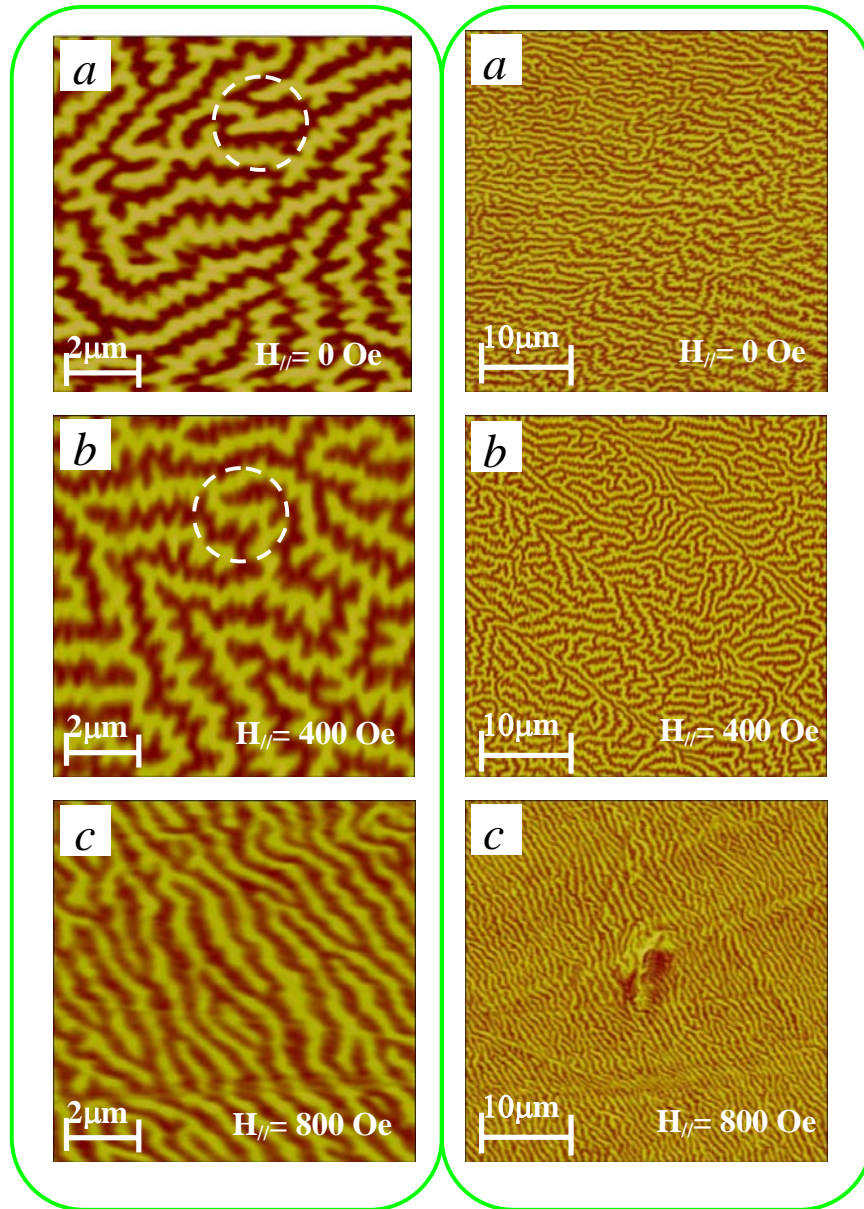 a
2μm
H//= 0 Oe
b
2μm
H//= 400 Oe
c
2μm
H//= 800 Oe
a
10μm
H//= 0 Oe
b
10μm
H//= 400 Oe
c
10μm
H//= 800 Oe